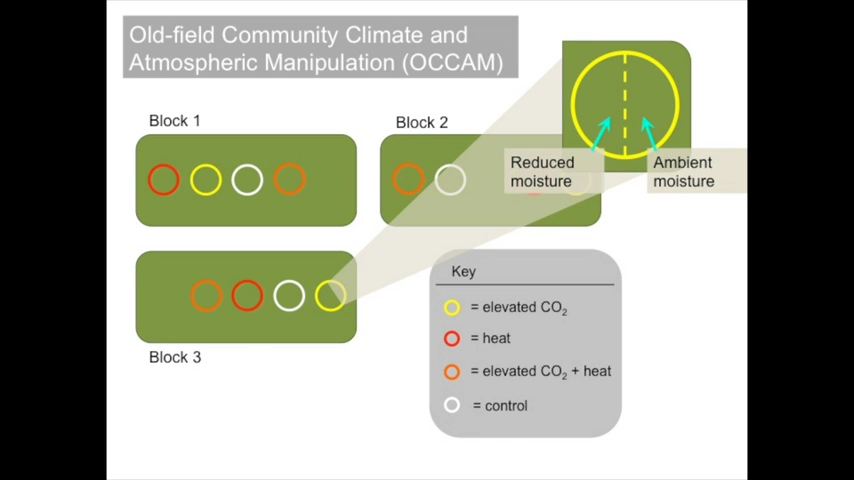 Old-field Community Climate and
Atmospheric Manipulation (OCCAM)
Block 1
Block 2
Reduced
moisture
Ambient
moisture
Block 3
Key
= elevated CO₂
= heat
= elevated CO₂ + heat
= control